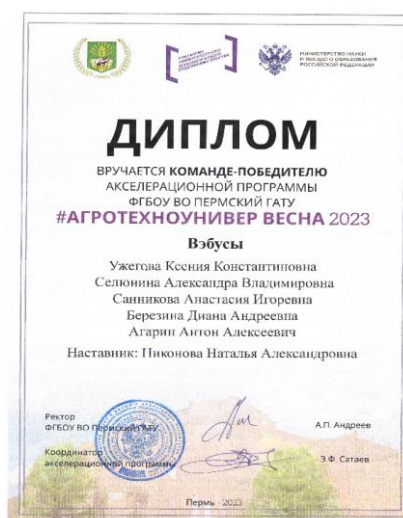 МИНИСТЕРСТВО НАУКИ
И ВЫСШЕГО ОБРАЗОВАНИЯ
РОССИЙСКОЙ ФЕДЕРАЦИИ
ДИПЛОМ
ВРУЧАЕТСЯ КОМАНДЕ-ПОБЕДИТЕЛЮ
АКСЕЛЕРАЦИОННОЙ ПРОГРАММЫ
ФГБОУ ВО ПЕРМСКИЙ ГАТУ
#АГРОТЕХНОУНИВЕР ВЕСНА 2023
Вэбусы
Ужегова Ксения Константиновна
Селюнина Александра Владимировна
Санникова Анастасия Игоревна
Березина Диана Андреевна
Агарин Антон Алексеевич
Наставник: Никонова Наталья Александровна
Ректор
ФГБОУ ВО Пермский ГАТУ
А.П. Андреев
Координатор
акселерационной программы
Э.Ф. Сатаев
Пермь - 2023